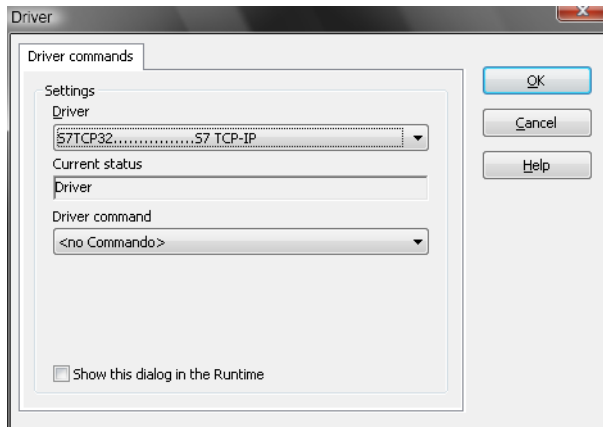 Driver
Driver commands
Settings
Driver
S7TCP32................S7 TCP-IP
Current status
Driver
Driver command
<no Commando>
Show this dialog in the Runtime
OK
Cancel
Help